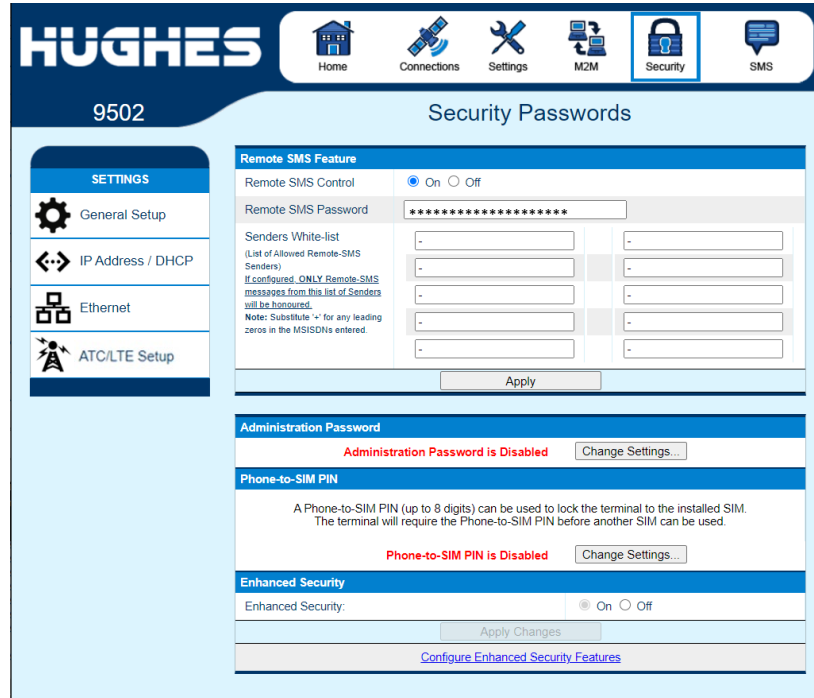 HUGHES
Home
Connections
Settings
M2M
Security
SMS
9502
Security Passwords
SETTINGS
General Setup
IP Address / DHCP
Ethernet
ATC/LTE Setup
Remote SMS Feature
Remote SMS Control On Off
Remote SMS Password ********************
Senders White-list - -
(List of Allowed Remote-SMS
Senders) - -
If configured, ONLY Remote-SMS
messages from this list of Senders - -
will be honoured.
Note: Substitute '+' for any leading - -
zeros in the MSISDNs entered.
- -
Apply
Administration Password
Administration Password is Disabled Change Settings...
Phone-to-SIM PIN
A Phone-to-SIM PIN (up to 8 digits) can be used to lock the terminal to the installed SIM.
The terminal will require the Phone-to-SIM PIN before another SIM can be used.
Phone-to-SIM PIN is Disabled Change Settings...
Enhanced Security
Enhanced Security: On Off
Apply Changes
Configure Enhanced Security Features